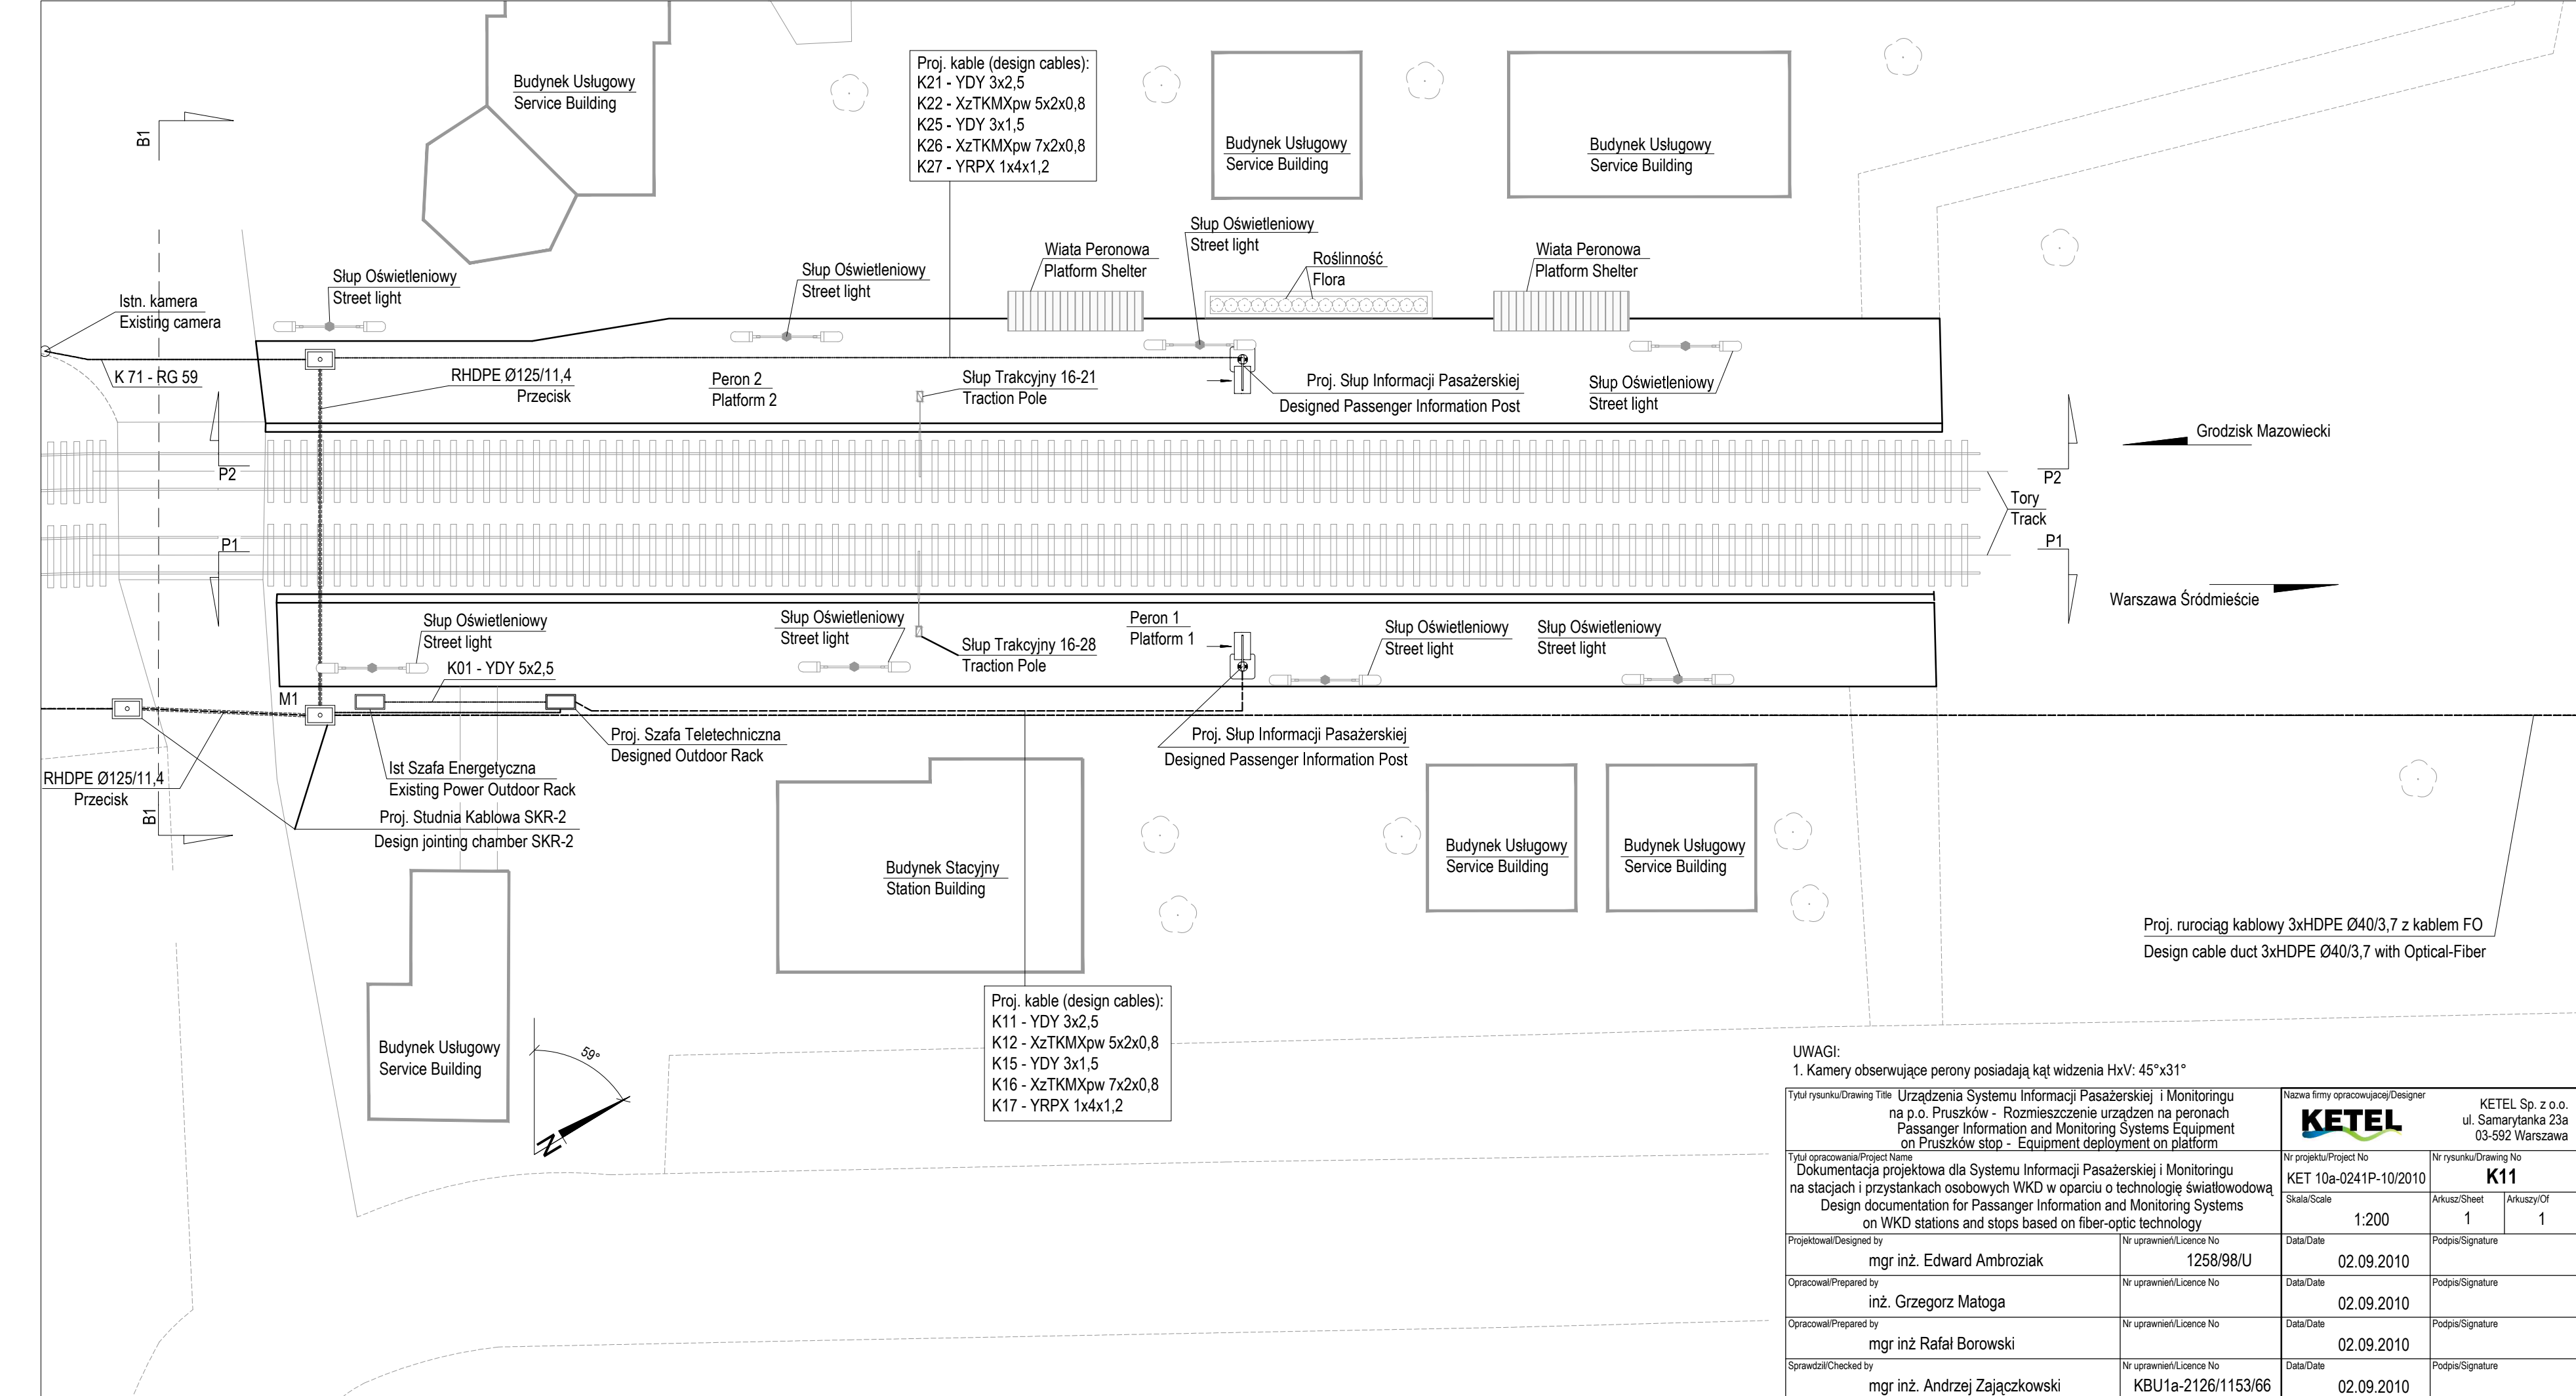 Budynek Usługowy
Service Building
Proj. kable (design cables):
K21 - YDY 3x2,5
K22 - XzTKMXpw 5x2x0,8
K25 - YDY 3x1,5
K26 - XzTKMXpw 7x2x0,8
K27 - YRPX 1x4x1,2
Budynek Usługowy
Service Building
Budynek Usługowy
Service Building
B1
Słup Oświetleniowy
Street light
Wiata Peronowa
Platform Shelter
Roślinność
Flora
Wiata Peronowa
Platform Shelter
Słup Oświetleniowy
Street light
Słup Oświetleniowy
Street light
Istn. kamera
Existing camera
K 71 - RG 59
RHDPE Ø125/11,4
Przecisk
Peron 2
Platform 2
Słup Trakcyjny 16-21
Traction Pole
Proj. Słup Informacji Pasażerskiej
Designed Passenger Information Post
Słup Oświetleniowy
Street light
Grodzisk Mazowiecki
P2
P2
Tory
Track
P1
P1
Warszawa Śródmieście
Słup Oświetleniowy
Street light
Słup Oświetleniowy
Street light
Słup Trakcyjny 16-28
Traction Pole
Peron 1
Platform 1
Słup Oświetleniowy
Street light
Słup Oświetleniowy
Street light
K01 - YDY 5x2,5
M1
Proj. Szafa Teletechniczna
Designed Outdoor Rack
Proj. Słup Informacji Pasażerskiej
Designed Passenger Information Post
RHDPE Ø125/11,4
Przecisk
Ist Szafa Energetyczna
Existing Power Outdoor Rack
B1
Proj. Studnia Kablowa SKR-2
Design jointing chamber SKR-2
Budynek Stacyjny
Station Building
Budynek Usługowy
Service Building
Budynek Usługowy
Service Building
Proj. rurociąg kablowy 3xHDPE Ø40/3,7 z kablem FO
Design cable duct 3xHDPE Ø40/3,7 with Optical-Fiber
Proj. kable (design cables):
K11 - YDY 3x2,5
K12 - XzTKMXpw 5x2x0,8
K15 - YDY 3x1,5
K16 - XzTKMXpw 7x2x0,8
K17 - YRPX 1x4x1,2
Budynek Usługowy
Service Building
59°
N
UWAGI:
1. Kamery obserwujące perony posiadają kąt widzenia HxV: 45°x31°
Tytuł rysunku/Drawing Title Urządzenia Systemu Informacji Pasażerskiej i Monitoringu
na p.o. Pruszków - Rozmieszczenie urządzen na peronach
Passanger Information and Monitoring Systems Equipment
on Pruszków stop - Equipment deployment on platform
Nazwa firmy opracowujacej/Designer
KETEL
KETEL Sp. z o.o.
ul. Samarytanka 23a
03-592 Warszawa
Tytuł opracowania/Project Name
Dokumentacja projektowa dla Systemu Informacji Pasażerskiej i Monitoringu
na stacjach i przystankach osobowych WKD w oparciu o technologię światłowodową
Design documentation for Passanger Information and Monitoring Systems
on WKD stations and stops based on fiber-optic technology
Nr projektu/Project No
KET 10a-0241P-10/2010
Nr rysunku/Drawing No
K11
Skala/Scale
1:200
Arkusz/Sheet
1
Arkuszy/Of
1
Projektował/Designed by
mgr inż. Edward Ambroziak
Nr uprawnień/Licence No
1258/98/U
Data/Date
02.09.2010
Podpis/Signature
Opracował/Prepared by
inż. Grzegorz Matoga
Nr uprawnień/Licence No
Data/Date
02.09.2010
Podpis/Signature
Opracował/Prepared by
mgr inż Rafał Borowski
Nr uprawnień/Licence No
Data/Date
02.09.2010
Podpis/Signature
Sprawdził/Checked by
mgr inż. Andrzej Zajączkowski
Nr uprawnień/Licence No
KBU1a-2126/1153/66
Data/Date
02.09.2010
Podpis/Signature